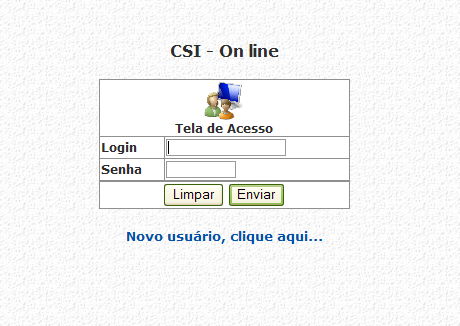 CSI - On line
Tela de Acesso
Login
Senha
Limpar Enviar
Novo usuário, clique aqui...